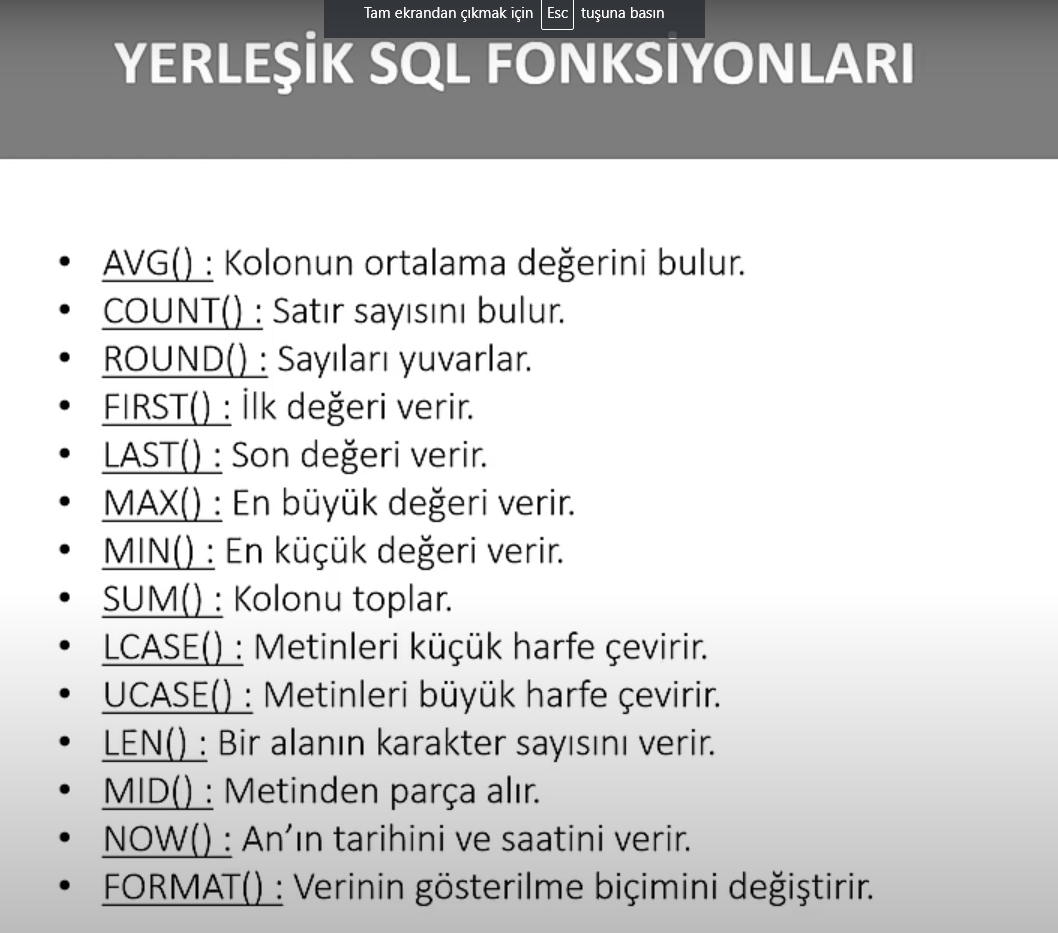 Tam ekrandan çıkmak için Esc tuşuna basın
YERLEŞİK SQL FONKSİYONLARI
• AVG() : Kolonun ortalama değerini bulur.
• COUNT() : Satır sayısını bulur.
• ROUND() : Sayıları yuvarlar.
• FIRST() : İlk değeri verir.
• LAST() : Son değeri verir.
• MAX() : En büyük değeri verir.
• MIN() : En küçük değeri verir.
• SUM() : Kolonu toplar.
• LCASE() : Metinleri küçük harfe çevirir.
• UCASE() : Metinleri büyük harfe çevirir.
• LEN() : Bir alanın karakter sayısını verir.
• MID() : Metinden parça alır.
• NOW() : An’ın tarihini ve saatini verir.
• FORMAT() : Verinin gösterilme biçimini değiştirir.